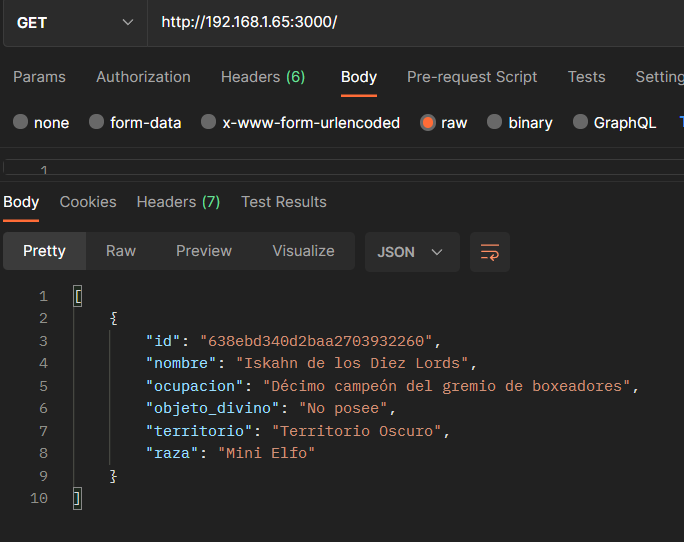 GET http://192.168.1.65:3000/
Params Authorization Headers (6) Body Pre-request Script Tests Setting
none form-data x-www-form-urlencoded raw binary GraphQL
1
Body Cookies Headers (7) Test Results
Pretty Raw Preview Visualize JSON
1 [
2 {
3 "id": "638ebd340d2baa2703932260",
4 "nombre": "Iskahn de los Diez Lords",
5 "ocupacion": "Décimo campeón del gremio de boxeadores",
6 "objeto_divino": "No posee",
7 "territorio": "Territorio Oscuro",
8 "raza": "Mini Elfo"
9 }
10 ]